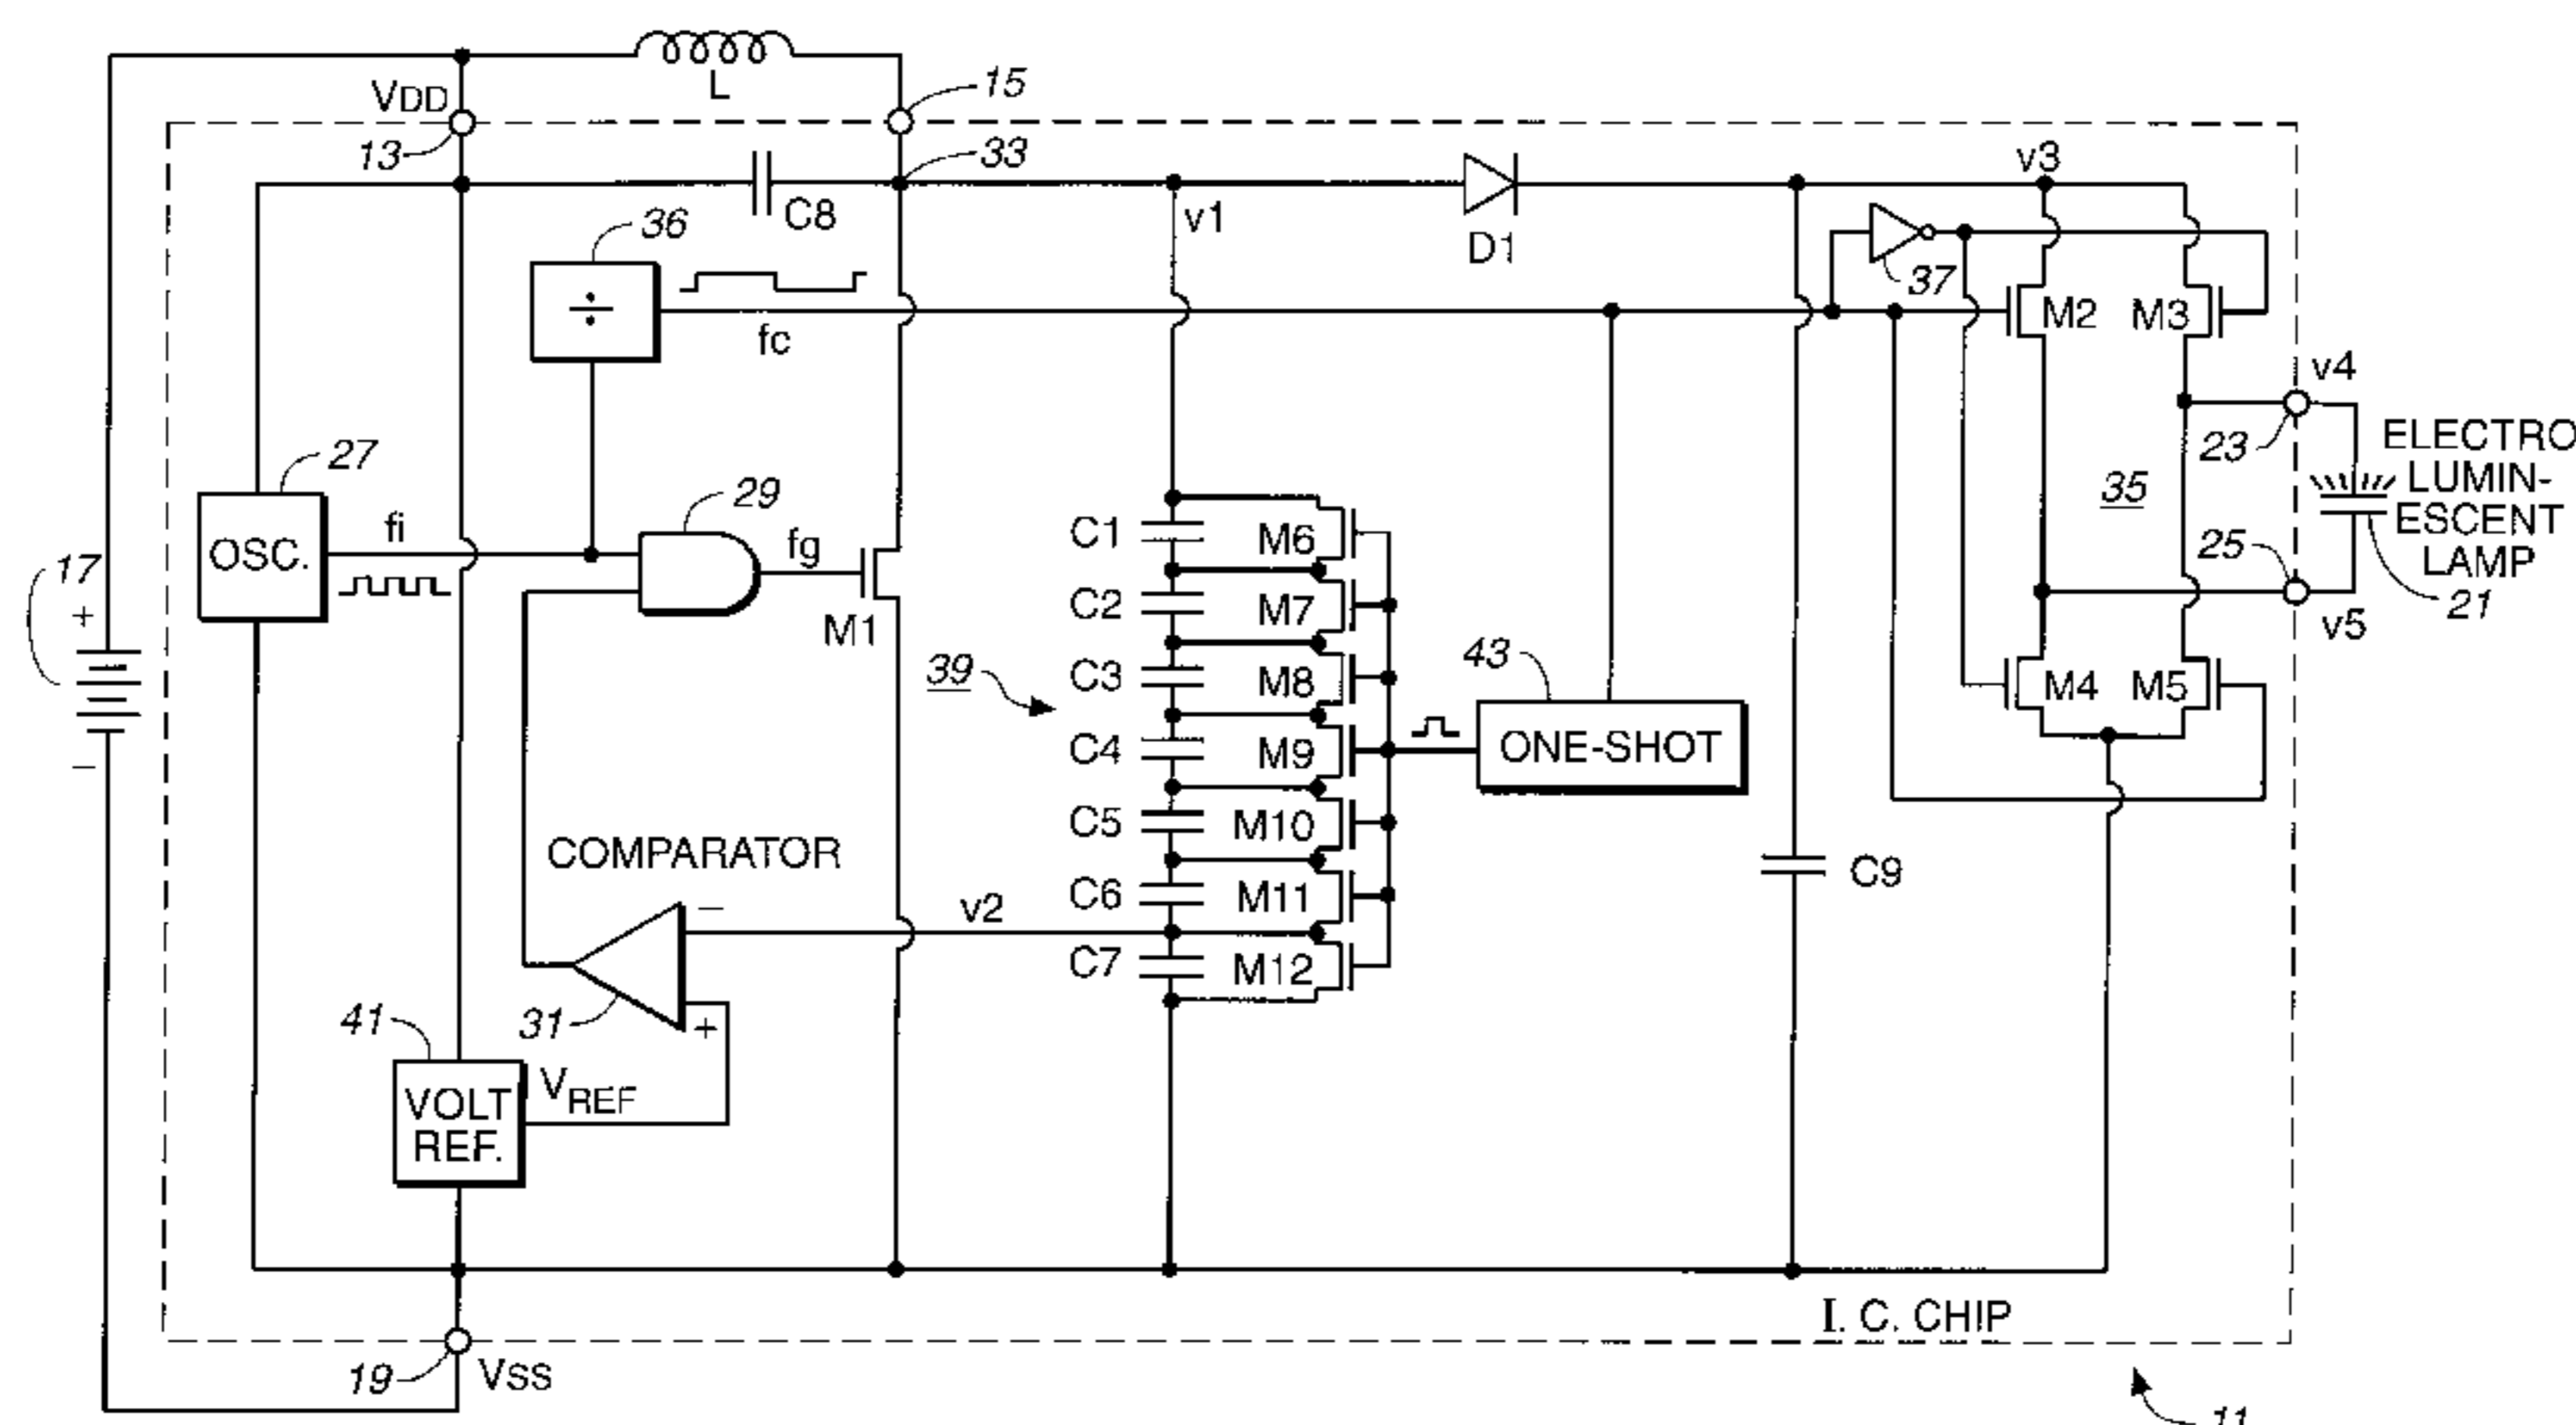 L
15
VDD
13
33
v3
C8
v1
D1
36
37
÷
fc
M2
M3
v4
27
29
23
ELECTRO
LUMIN-
ESCENT
LAMP
35
OSC.
fi
fg
M1
17
+
−
C1
M6
C2
M7
C3
M8
C4
M9
C5
M10
C6
M11
C7
M12
39
43
ONE-SHOT
M4
M5
25
v5
21
COMPARATOR
−
v2
C9
31
+
41
VOLT
REF.
VREF
I. C. CHIP
19
VSS
11